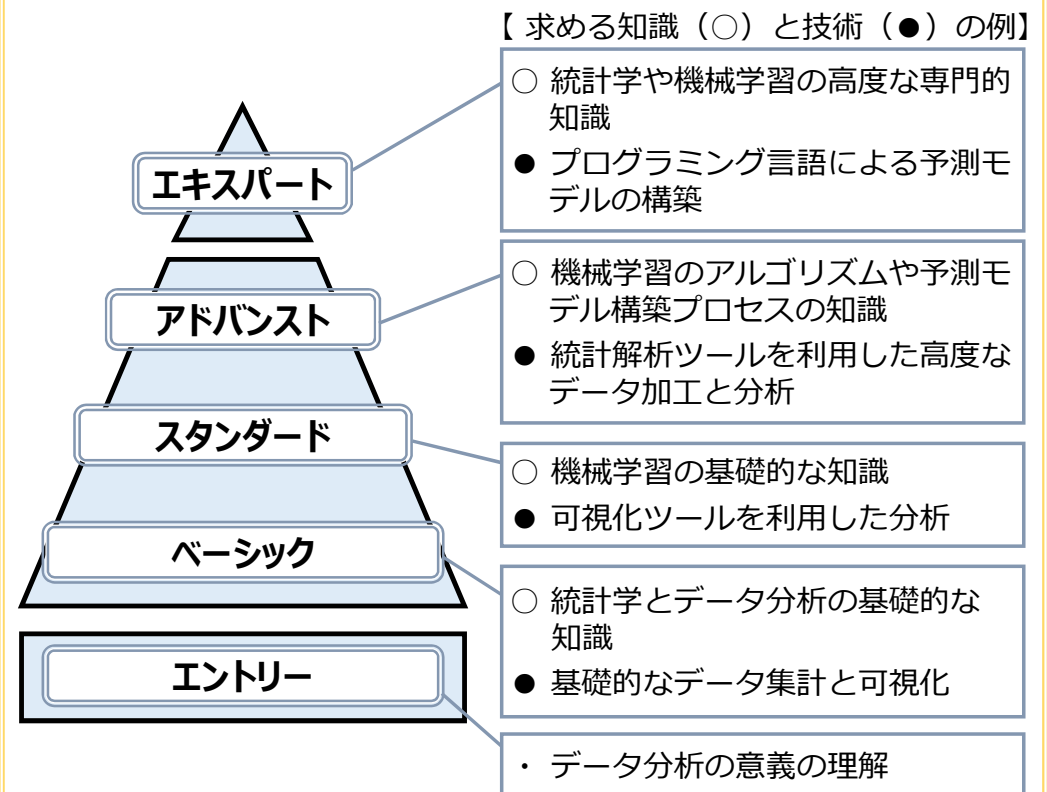 【 求める知識（○）と技術（●）の例】
○ 統計学や機械学習の高度な専門的
知識
● プログラミング言語による予測モ
デルの構築
エキスパート
○ 機械学習のアルゴリズムや予測モ
デル構築プロセスの知識
● 統計解析ツールを利用した高度な
データ加工と分析
アドバンスト
スタンダード
○ 機械学習の基礎的な知識
● 可視化ツールを利用した分析
ベーシック
○ 統計学とデータ分析の基礎的な
知識
● 基礎的なデータ集計と可視化
エントリー
・ データ分析の意義の理解